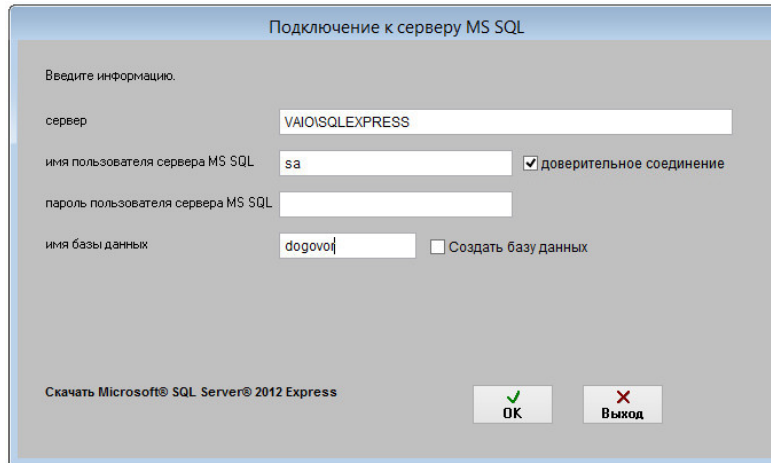 Подключение к серверу MS SQL
Введите информацию.
сервер VAIO\SQLEXPRESS
имя пользователя сервера MS SQL sa доверительное соединение
пароль пользователя сервера MS SQL
имя базы данных dogovor Создать базу данных
Скачать Microsoft® SQL Server® 2012 Express
OK Выход